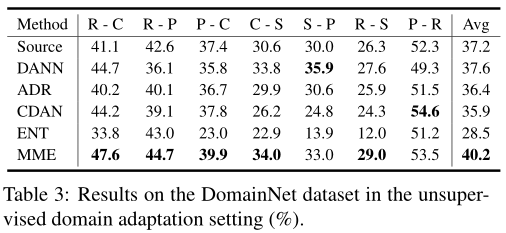 Method R - C R - P P - C C - S S - P R - S P - R Avg
Source 41.1 42.6 37.4 30.6 30.0 26.3 52.3 37.2
DANN 44.7 36.1 35.8 33.8 35.9 27.6 49.3 37.6
ADR 40.2 40.1 36.7 29.9 30.6 25.9 51.5 36.4
CDAN 44.2 39.1 37.8 26.2 24.8 24.3 54.6 35.9
ENT 33.8 43.0 23.0 22.9 13.9 12.0 51.2 28.5
MME 47.6 44.7 39.9 34.0 33.0 29.0 53.5 40.2
Table 3: Results on the DomainNet dataset in the unsuper-
vised domain adaptation setting (%).